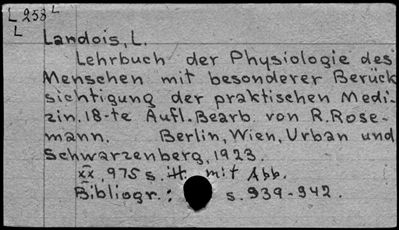 L 253 L
L
Landois, L.
Lehrbuch der Physiologie des
Menschen mit besonderer Berück
sichtigung der praktischen Medi-
zin. 18-te Aufl. Bearb. von R. Rose-
mann. Berlin, Wien, Urban und
Schwarzenberg, 1923.
XX, 975 s. mit Abb.
Bibliogr.: s. 939-942.